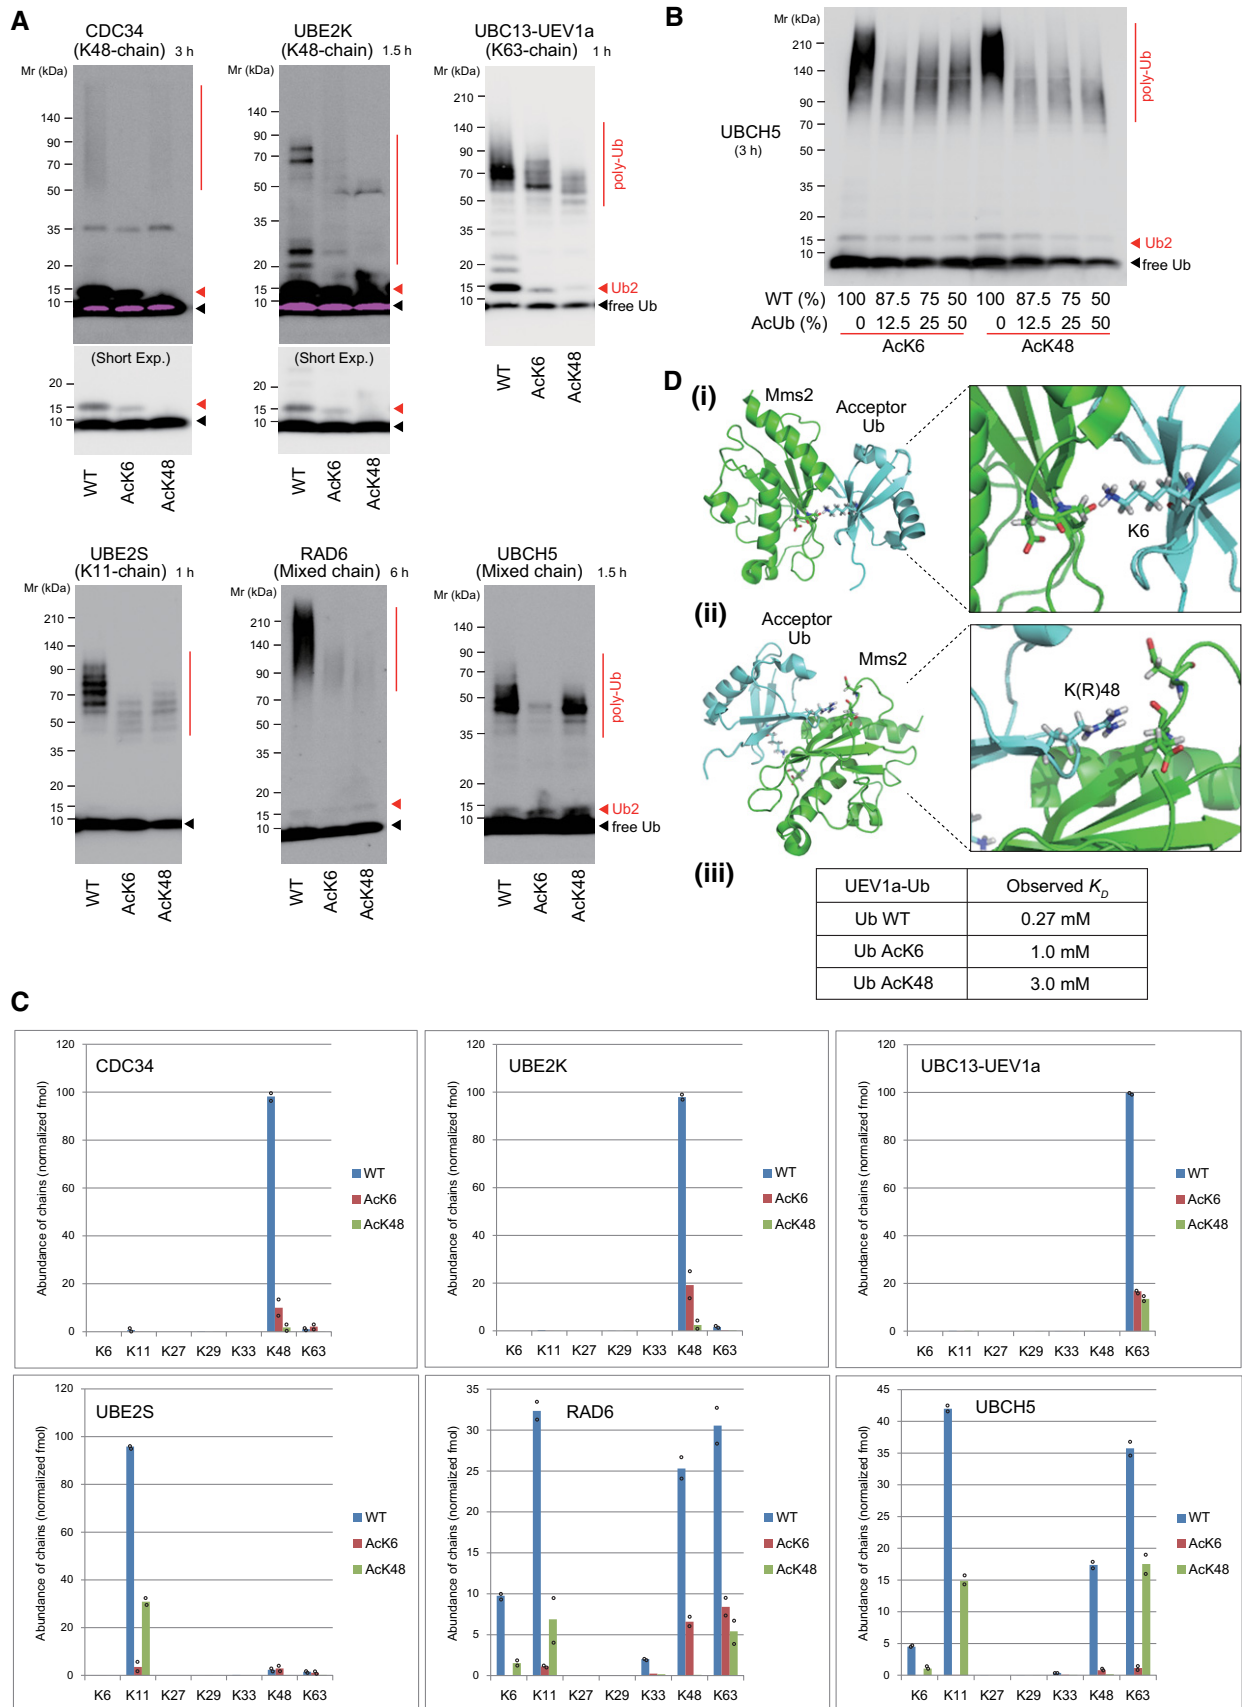 A
CDC34
(K48-chain) 3 h
Mr (kDa)
140
90
70
50
35
20
15
10
(Short Exp.)
20
15
10
WT
AcK6
AcK48
UBE2K
(K48-chain) 1.5 h
Mr (kDa)
140
90
70
50
35
20
15
10
(Short Exp.)
20
15
10
WT
AcK6
AcK48
UBC13-UEV1a
(K63-chain) 1 h
Mr (kDa)
210
140
90
70
50
35
20
15
10
poly-Ub
Ub2
free Ub
WT
AcK6
AcK48
UBE2S
(K11-chain) 1 h
Mr (kDa)
210
140
90
70
50
35
20
15
10
WT
AcK6
AcK48
RAD6
(Mixed chain) 6 h
Mr (kDa)
210
140
90
70
50
35
20
15
10
WT
AcK6
AcK48
UBCH5
(Mixed chain) 1.5 h
Mr (kDa)
210
140
90
70
50
35
20
15
10
poly-Ub
Ub2
free Ub
WT
AcK6
AcK48
B
Mr (kDa)
210
140
90
70
50
35
20
15
10
UBCH5
(3 h)
poly-Ub
Ub2
free Ub
WT (%) 100 87.5 75 50 100 87.5 75 50
AcUb (%) 0 12.5 25 50 0 12.5 25 50
AcK6 AcK48
D
(i)
Mms2
Acceptor
Ub
K6
(ii)
Acceptor
Ub
Mms2
K(R)48
(iii)
UEV1a-Ub Observed K_D
Ub WT 0.27 mM
Ub AcK6 1.0 mM
Ub AcK48 3.0 mM
C
CDC34
Abundance of chains (normalized fmol)
120
100
80
60
40
20
0
K6 K11 K27 K29 K33 K48 K63
WT
AcK6
AcK48
UBE2K
Abundance of chains (normalized fmol)
120
100
80
60
40
20
0
K6 K11 K27 K29 K33 K48 K63
WT
AcK6
AcK48
UBC13-UEV1a
Abundance of chains (normalized fmol)
120
100
80
60
40
20
0
K6 K11 K27 K29 K33 K48 K63
WT
AcK6
AcK48
UBE2S
Abundance of chains (normalized fmol)
120
100
80
60
40
20
0
K6 K11 K27 K29 K33 K48 K63
WT
AcK6
AcK48
RAD6
Abundance of chains (normalized fmol)
35
30
25
20
15
10
5
0
K6 K11 K27 K29 K33 K48 K63
WT
AcK6
AcK48
UBCH5
Abundance of chains (normalized fmol)
45
40
35
30
25
20
15
10
5
0
K6 K11 K27 K29 K33 K48 K63
WT
AcK6
AcK48